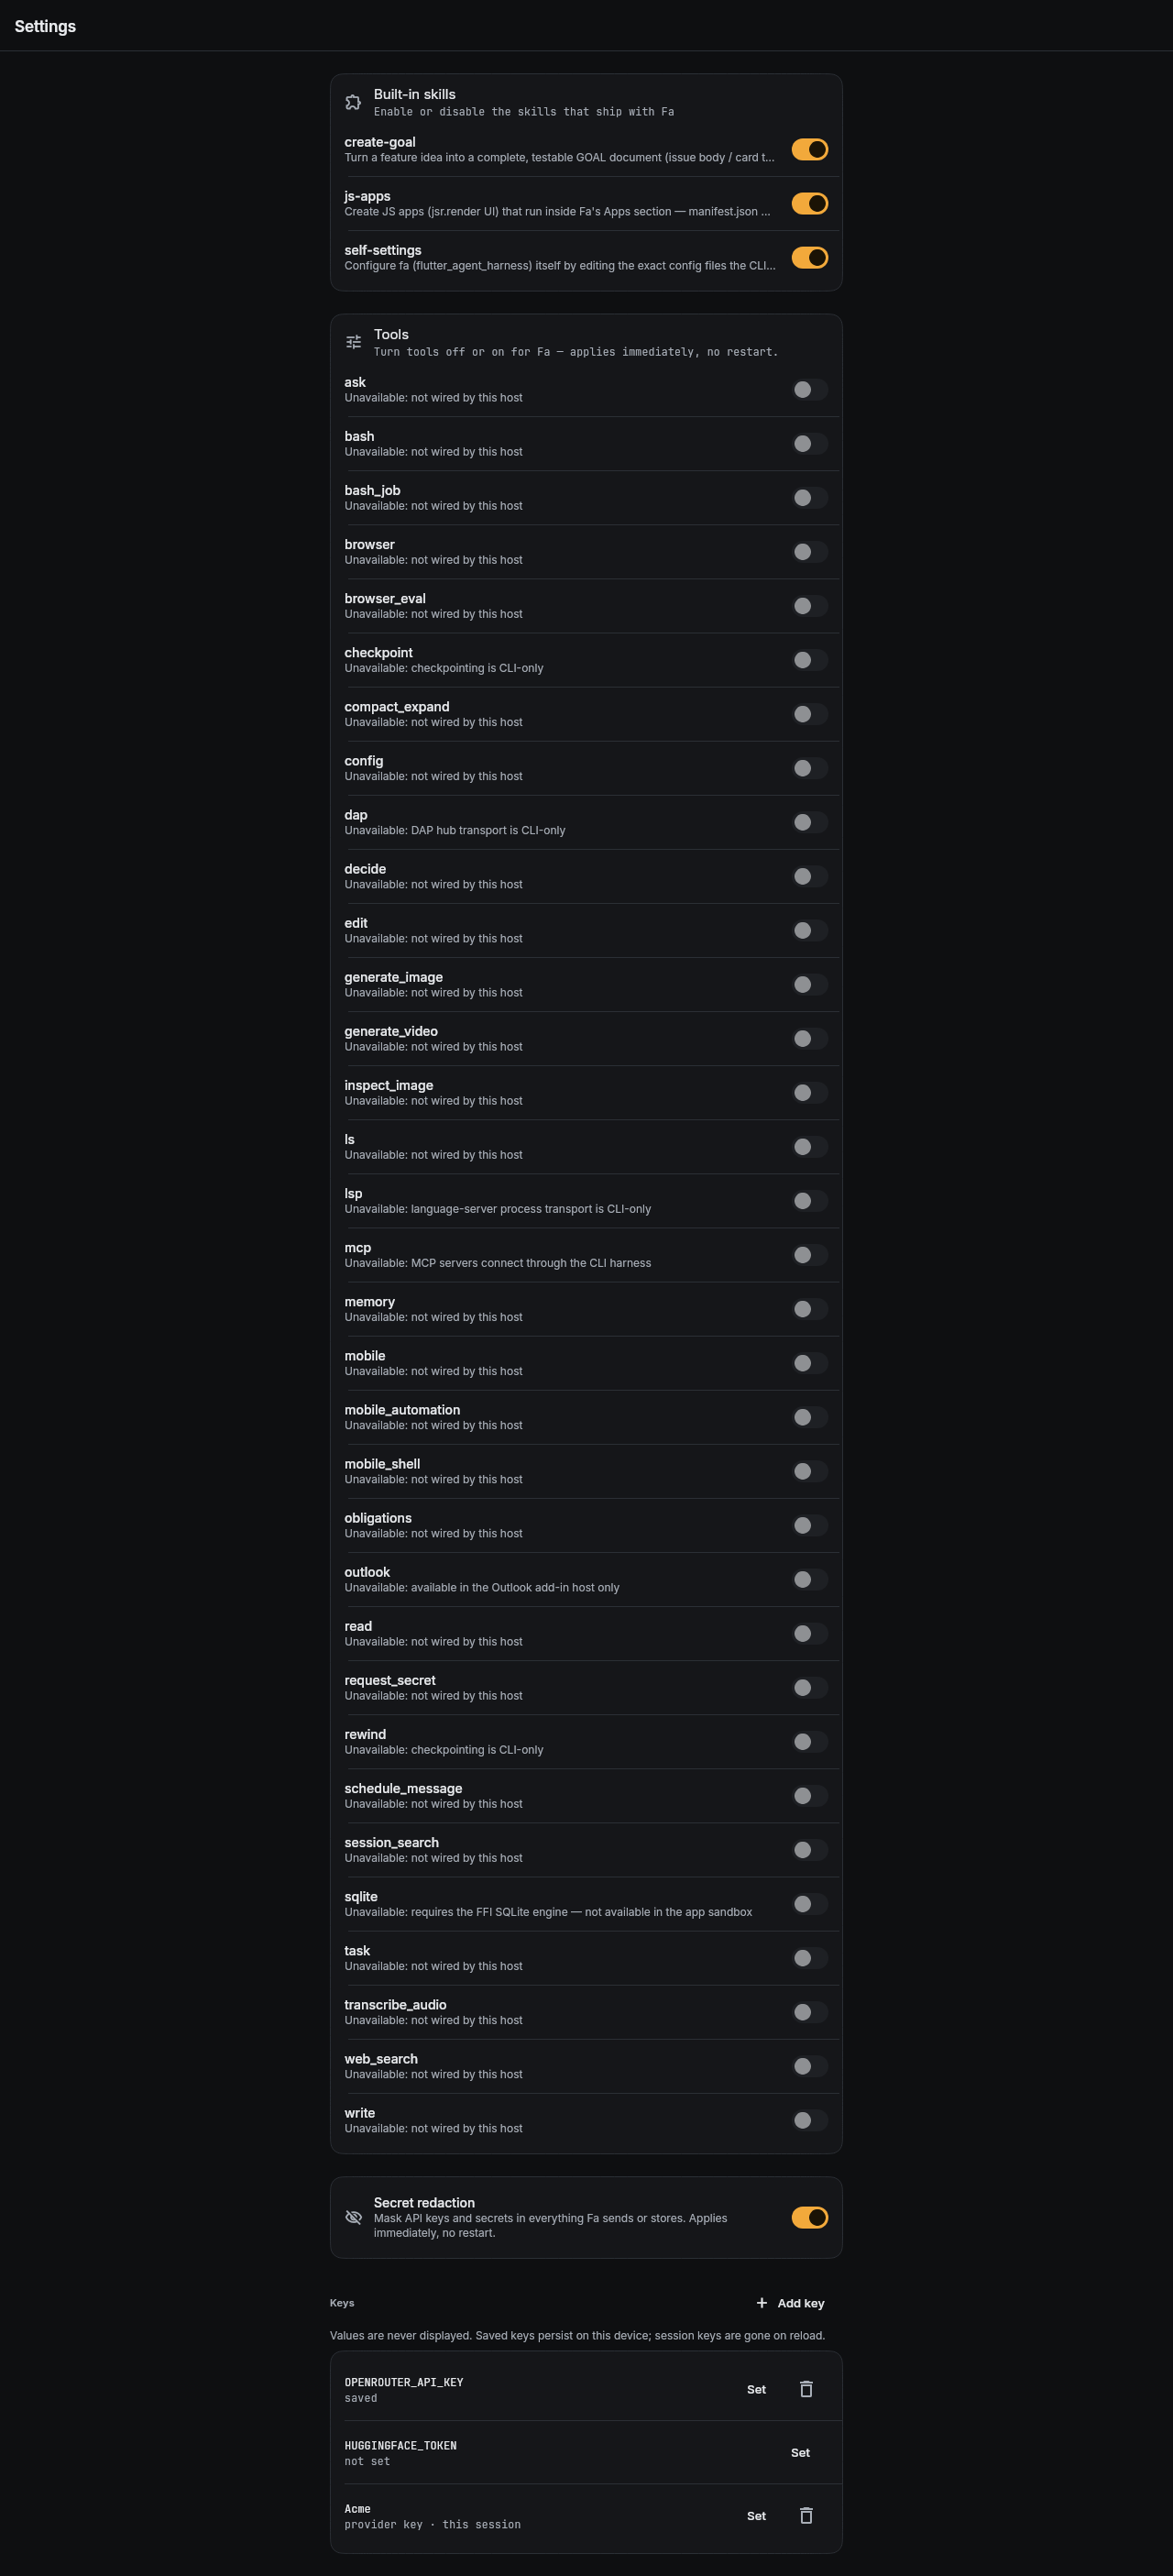 Settings
Built-in skills
Enable or disable the skills that ship with Fa
create-goal
Turn a feature idea into a complete, testable GOAL document (issue body / card t...
js-apps
Create JS apps (jsr.render UI) that run inside Fa's Apps section — manifest.json ...
self-settings
Configure fa (flutter_agent_harness) itself by editing the exact config files the CLI...
Tools
Turn tools off or on for Fa — applies immediately, no restart.
ask
Unavailable: not wired by this host
bash
Unavailable: not wired by this host
bash_job
Unavailable: not wired by this host
browser
Unavailable: not wired by this host
browser_eval
Unavailable: not wired by this host
checkpoint
Unavailable: checkpointing is CLI-only
compact_expand
Unavailable: not wired by this host
config
Unavailable: not wired by this host
dap
Unavailable: DAP hub transport is CLI-only
decide
Unavailable: not wired by this host
edit
Unavailable: not wired by this host
generate_image
Unavailable: not wired by this host
generate_video
Unavailable: not wired by this host
inspect_image
Unavailable: not wired by this host
ls
Unavailable: not wired by this host
lsp
Unavailable: language-server process transport is CLI-only
mcp
Unavailable: MCP servers connect through the CLI harness
memory
Unavailable: not wired by this host
mobile
Unavailable: not wired by this host
mobile_automation
Unavailable: not wired by this host
mobile_shell
Unavailable: not wired by this host
obligations
Unavailable: not wired by this host
outlook
Unavailable: available in the Outlook add-in host only
read
Unavailable: not wired by this host
request_secret
Unavailable: not wired by this host
rewind
Unavailable: checkpointing is CLI-only
schedule_message
Unavailable: not wired by this host
session_search
Unavailable: not wired by this host
sqlite
Unavailable: requires the FFI SQLite engine — not available in the app sandbox
task
Unavailable: not wired by this host
transcribe_audio
Unavailable: not wired by this host
web_search
Unavailable: not wired by this host
write
Unavailable: not wired by this host
Secret redaction
Mask API keys and secrets in everything Fa sends or stores. Applies
immediately, no restart.
Keys
Add key
Values are never displayed. Saved keys persist on this device; session keys are gone on reload.
OPENROUTER_API_KEY
saved
Set
HUGGINGFACE_TOKEN
not set
Set
Acme
provider key · this session
Set